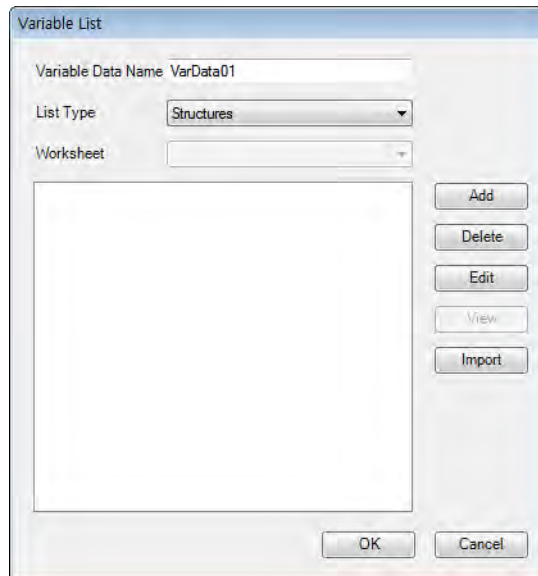 Variable List
Variable Data Name VarData01
List Type Structures
Worksheet
Add
Delete
Edit
View
Import
OK Cancel